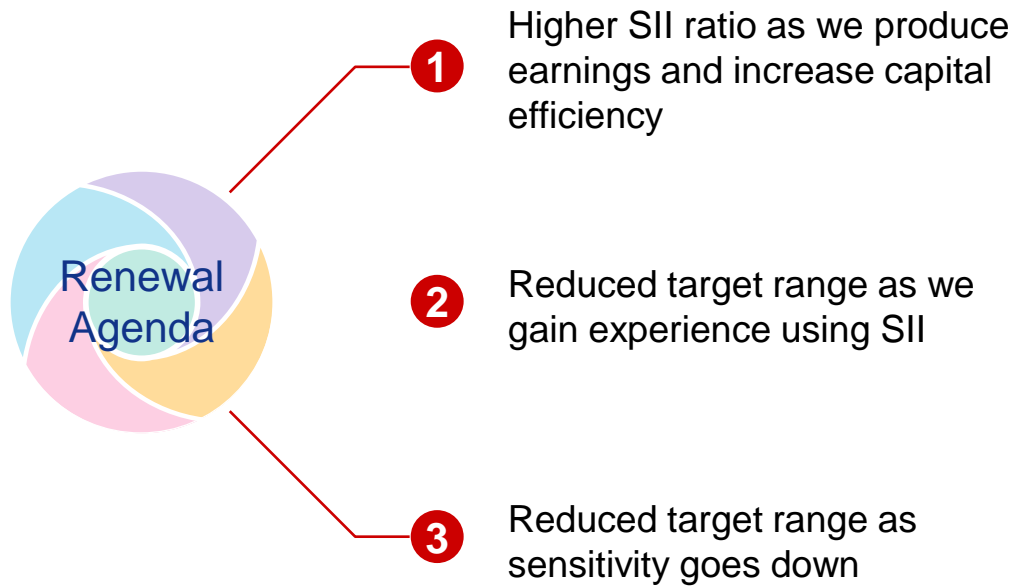 Renewal
Agenda
1
Higher SII ratio as we produce
earnings and increase capital
efficiency
2
Reduced target range as we
gain experience using SII
3
Reduced target range as
sensitivity goes down